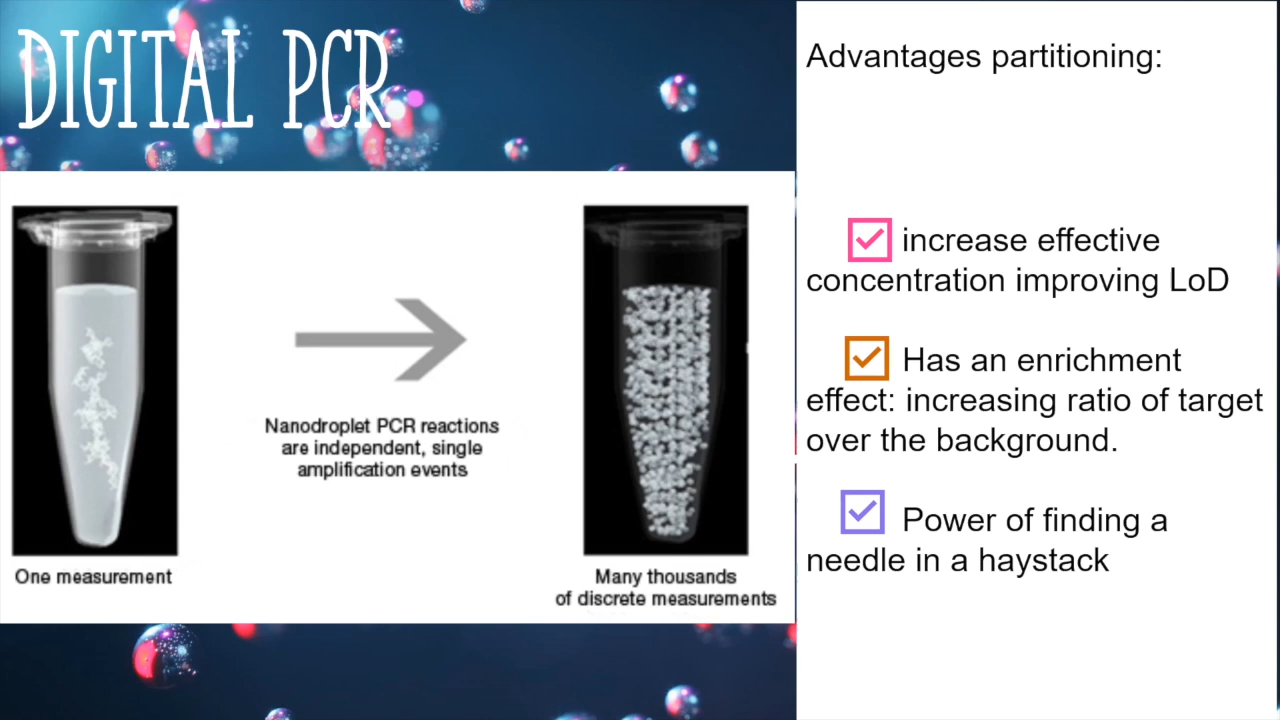 DIGITAL PCR
Nanodroplet PCR reactions
are independent, single
amplification events
One measurement
Many thousands
of discrete measurements
Advantages partitioning:
increase effective
concentration improving LoD
Has an enrichment
effect: increasing ratio of target
over the background.
Power of finding a
needle in a haystack